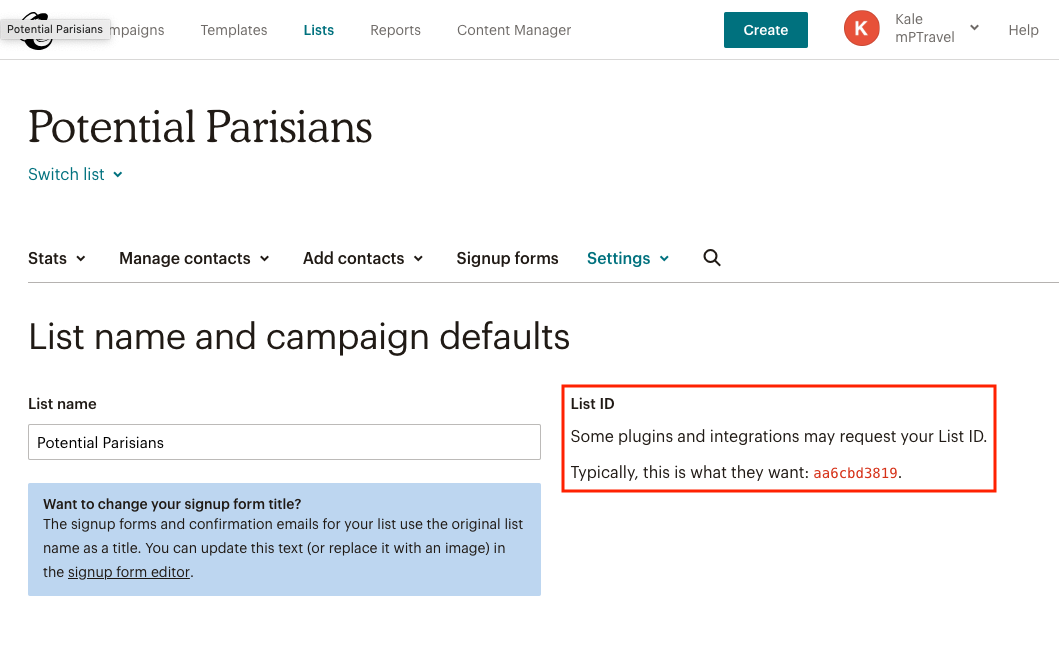 Potential Parisians
mpaigns
Templates
Lists
Reports
Content Manager
Create
K
Kale
mPTravel
Help
Potential Parisians
Switch list
Stats
Manage contacts
Add contacts
Signup forms
Settings
List name and campaign defaults
List name
Potential Parisians
Want to change your signup form title?
The signup forms and confirmation emails for your list use the original list
name as a title. You can update this text (or replace it with an image) in
the signup form editor.
List ID
Some plugins and integrations may request your List ID.
Typically, this is what they want: aa6cbd3819.